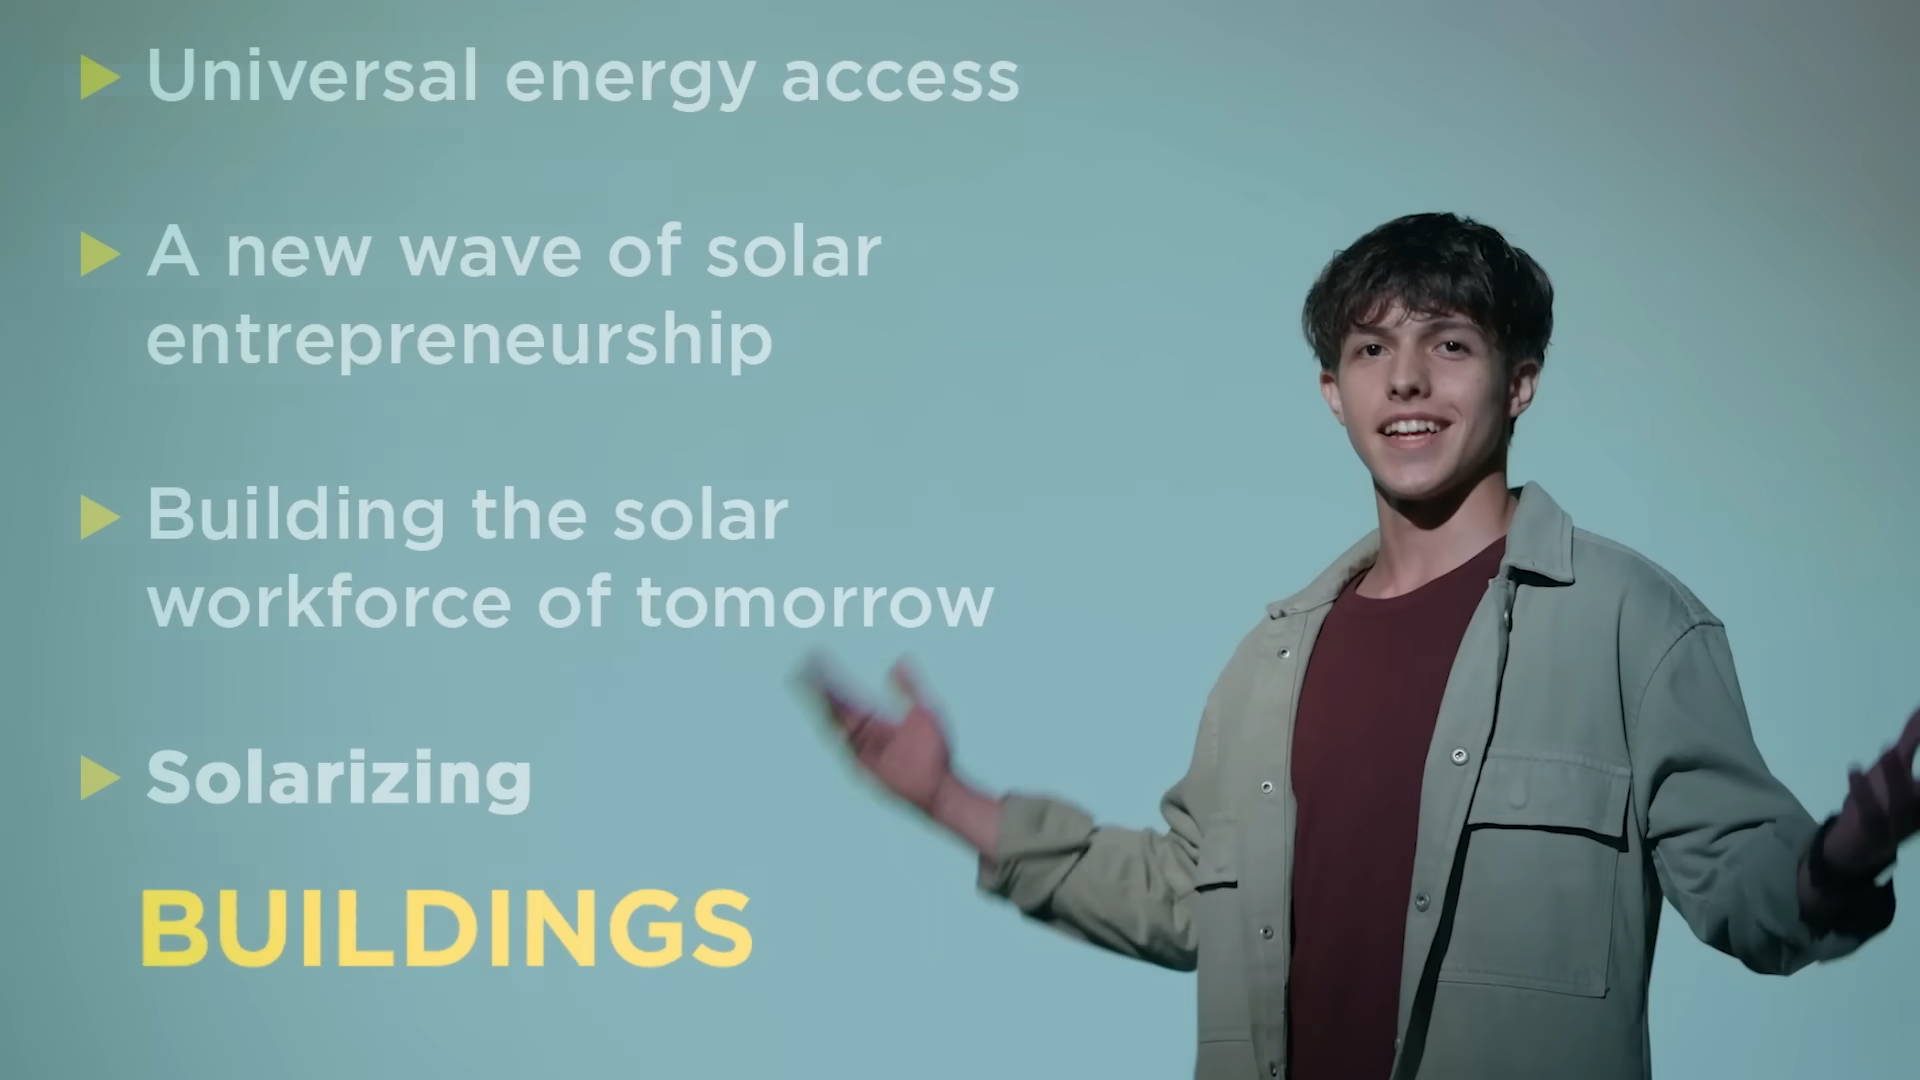 Universal energy access
A new wave of solar
entrepreneurship
Building the solar
workforce of tomorrow
Solarizing
BUILDINGS